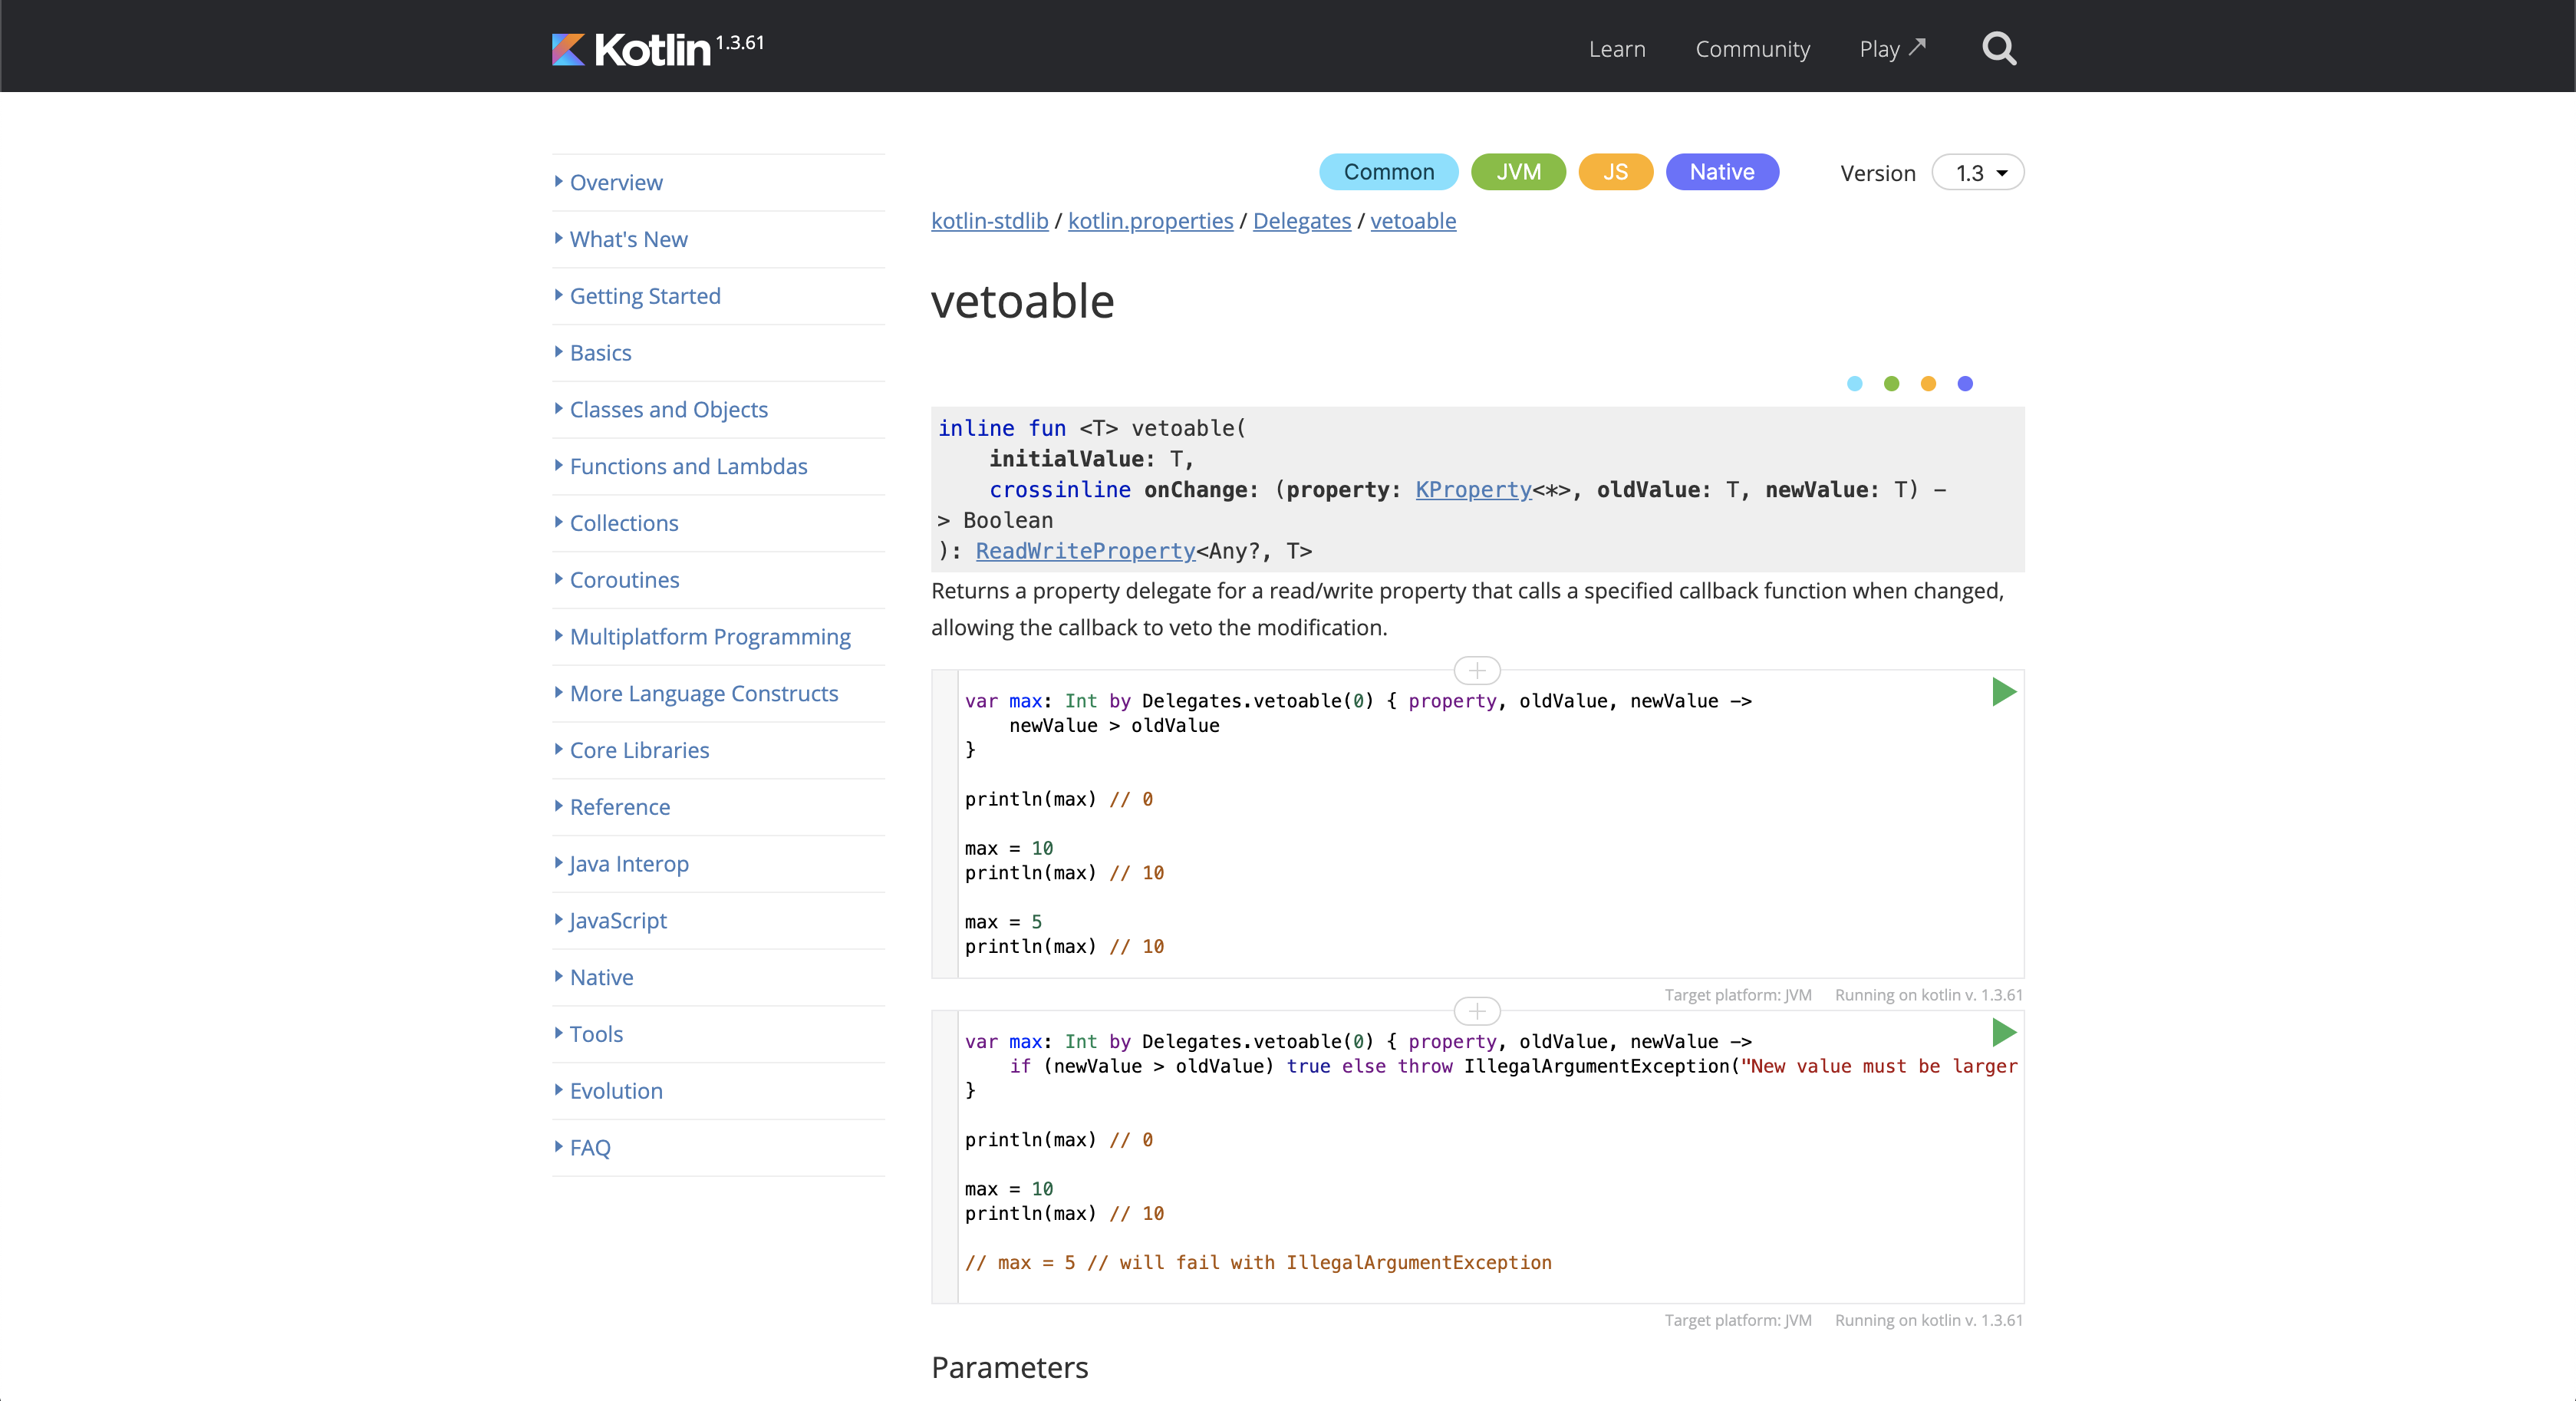 Kotlin 1.3.61
Learn Community Play
Overview
What's New
Getting Started
Basics
Classes and Objects
Functions and Lambdas
Collections
Coroutines
Multiplatform Programming
More Language Constructs
Core Libraries
Reference
Java Interop
JavaScript
Native
Tools
Evolution
FAQ
Common JVM JS Native Version 1.3
kotlin-stdlib / kotlin.properties / Delegates / vetoable
vetoable
inline fun <T> vetoable(
    initialValue: T,
    crossinline onChange: (property: KProperty<*>, oldValue: T, newValue: T) -
> Boolean
): ReadWriteProperty<Any?, T>
Returns a property delegate for a read/write property that calls a specified callback function when changed,
allowing the callback to veto the modification.
var max: Int by Delegates.vetoable(0) { property, oldValue, newValue ->
    newValue > oldValue
}
println(max) // 0
max = 10
println(max) // 10
max = 5
println(max) // 10
Target platform: JVM Running on kotlin v. 1.3.61
var max: Int by Delegates.vetoable(0) { property, oldValue, newValue ->
    if (newValue > oldValue) true else throw IllegalArgumentException("New value must be larger
}
println(max) // 0
max = 10
println(max) // 10
// max = 5 // will fail with IllegalArgumentException
Target platform: JVM Running on kotlin v. 1.3.61
Parameters